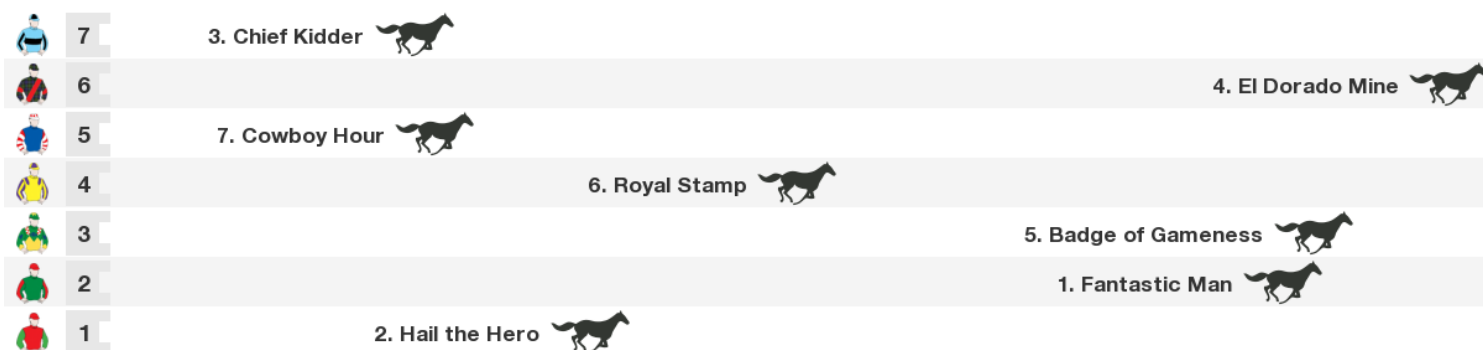 7 3. Chief Kidder
6 4. El Dorado Mine
5 7. Cowboy Hour
4 6. Royal Stamp
3 5. Badge of Gameness
2 1. Fantastic Man
1 2. Hail the Hero